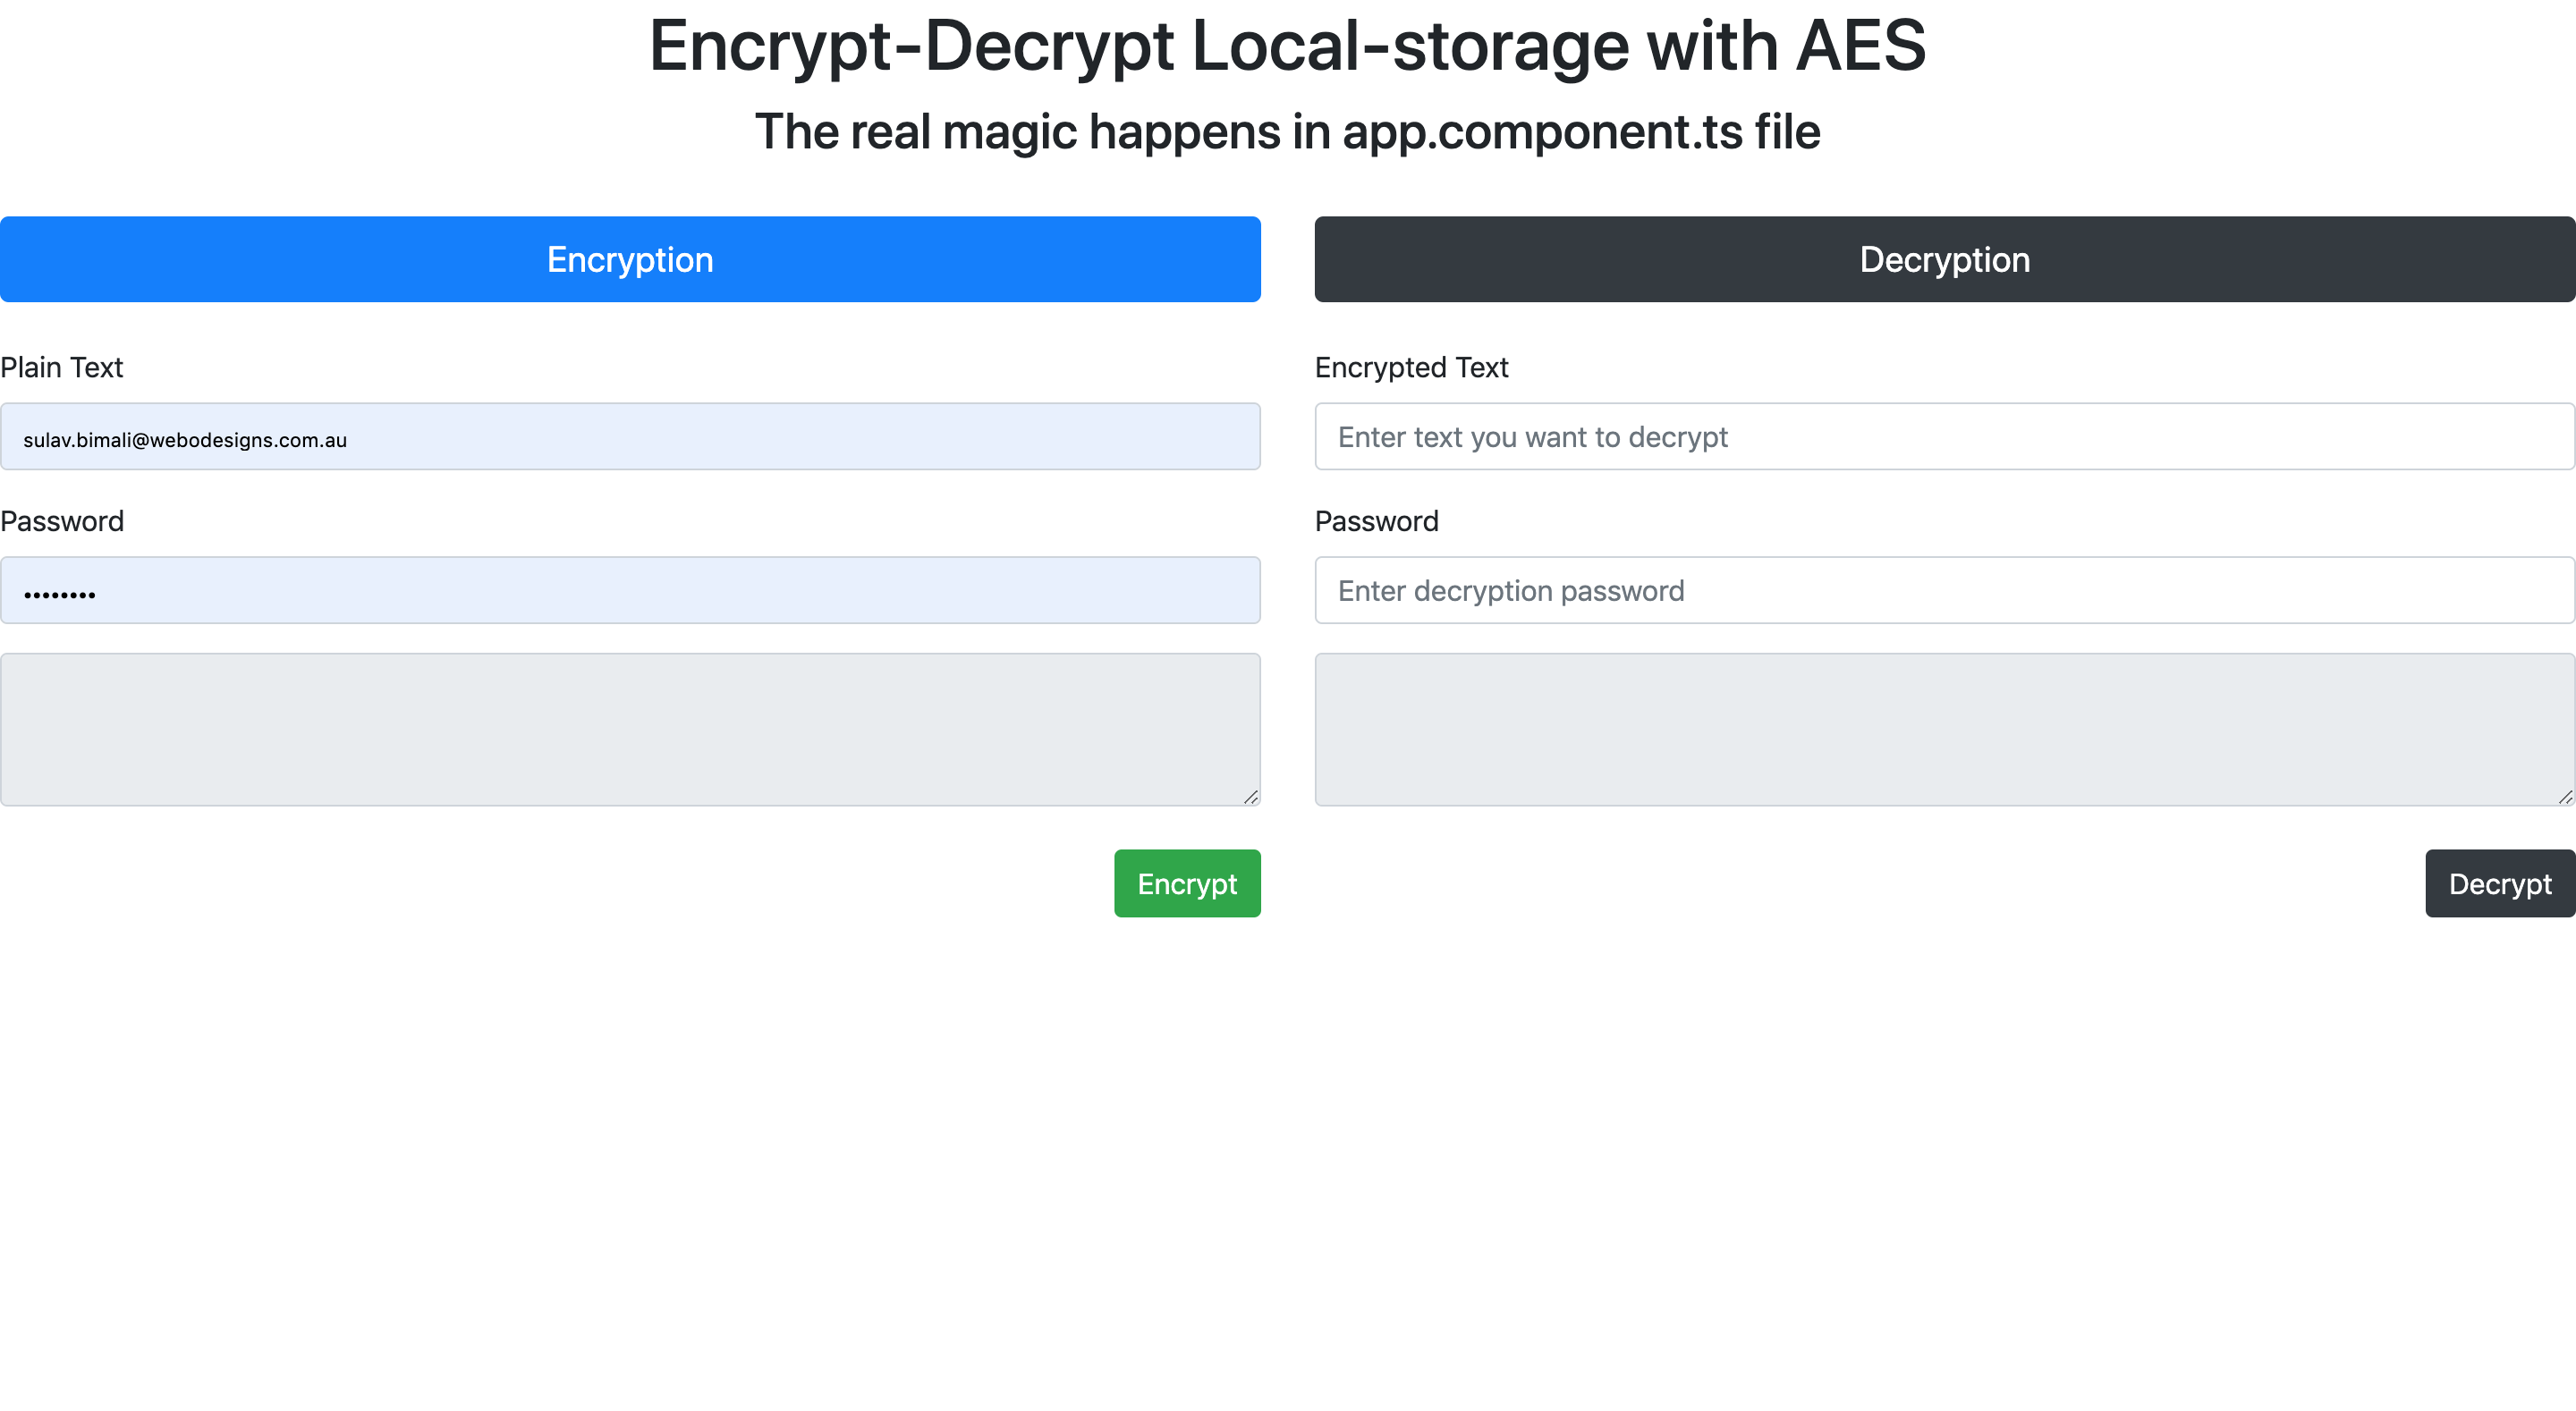 Encrypt-Decrypt Local-storage with AES
The real magic happens in app.component.ts file
Encryption
Plain Text
sulav.bimali@webodesigns.com.au
Password
••••••••
Encrypt
Decryption
Encrypted Text
Enter text you want to decrypt
Password
Enter decryption password
Decrypt